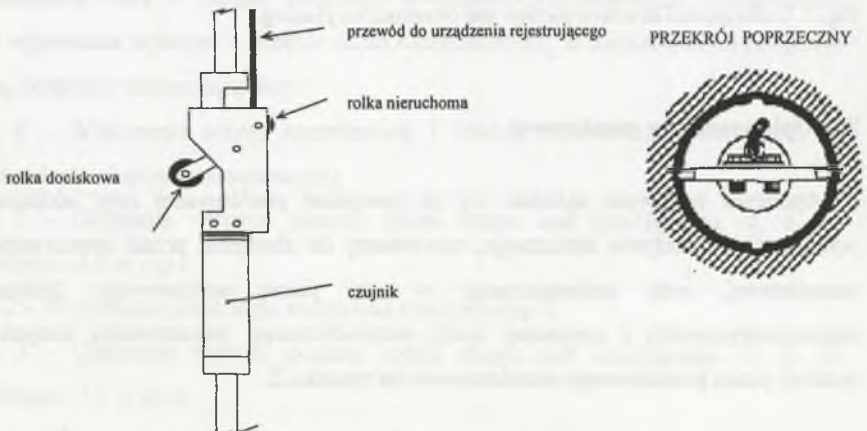 przewód do urządzenia rejestrującego
PRZEKRÓJ POPRZECZNY
rolka nieruchoma
rolka dociskowa
czujnik